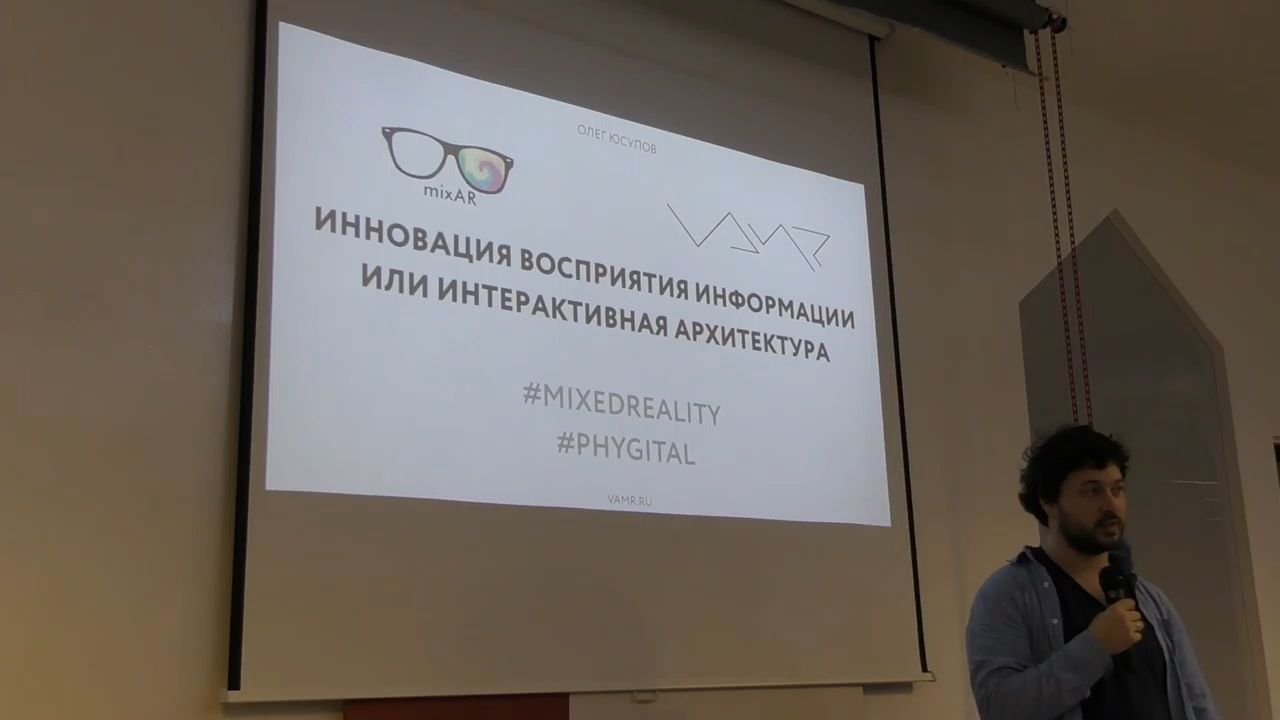 ОЛЕГ ЮСУПОВ
mixAR
VAMR
ИННОВАЦИЯ ВОСПРИЯТИЯ ИНФОРМАЦИИ
ИЛИ ИНТЕРАКТИВНАЯ АРХИТЕКТУРА
#MIXEDREALITY
#PHYGITAL
VAMR.RU